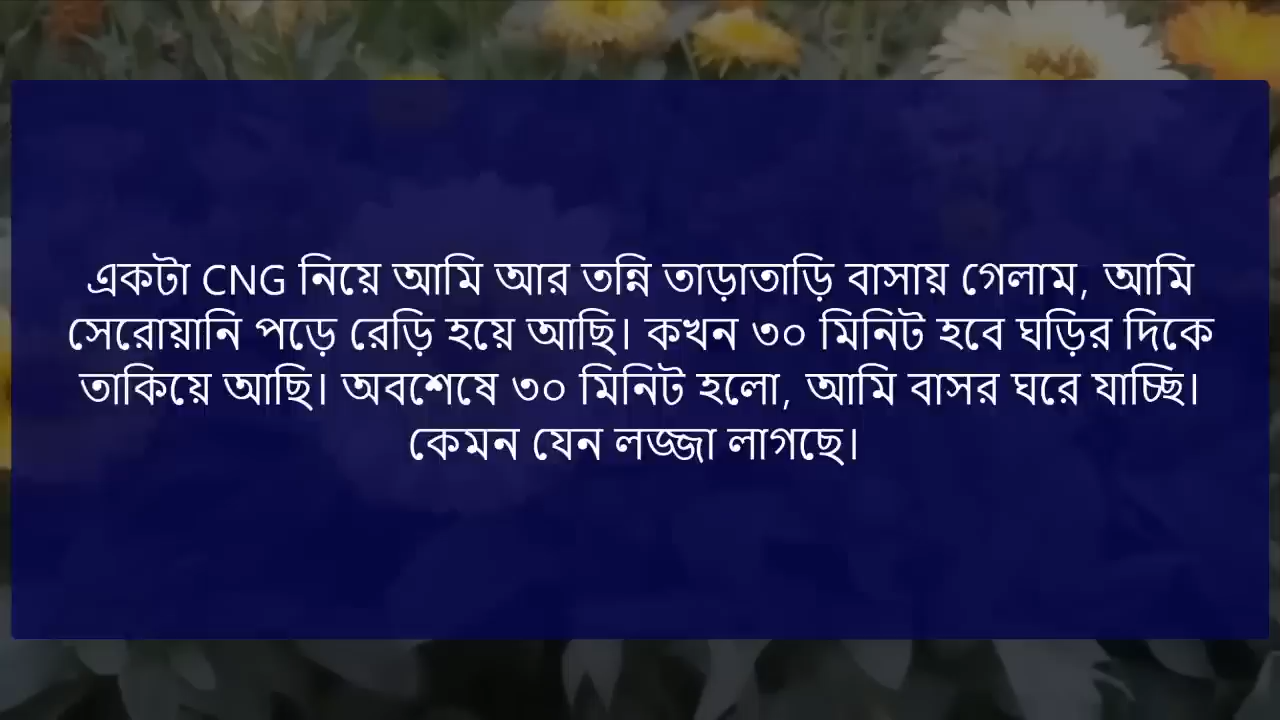 একটা CNG নিয়ে আমি আর তন্নি তাড়াতাড়ি বাসায় গেলাম, আমি
সেরোয়ানি পড়ে রেড়ি হয়ে আছি। কখন ৩০ মিনিট হবে ঘড়ির দিকে
তাকিয়ে আছি। অবশেষে ৩০ মিনিট হলো, আমি বাসর ঘরে যাচ্ছি।
কেমন যেন লজ্জা লাগছে।